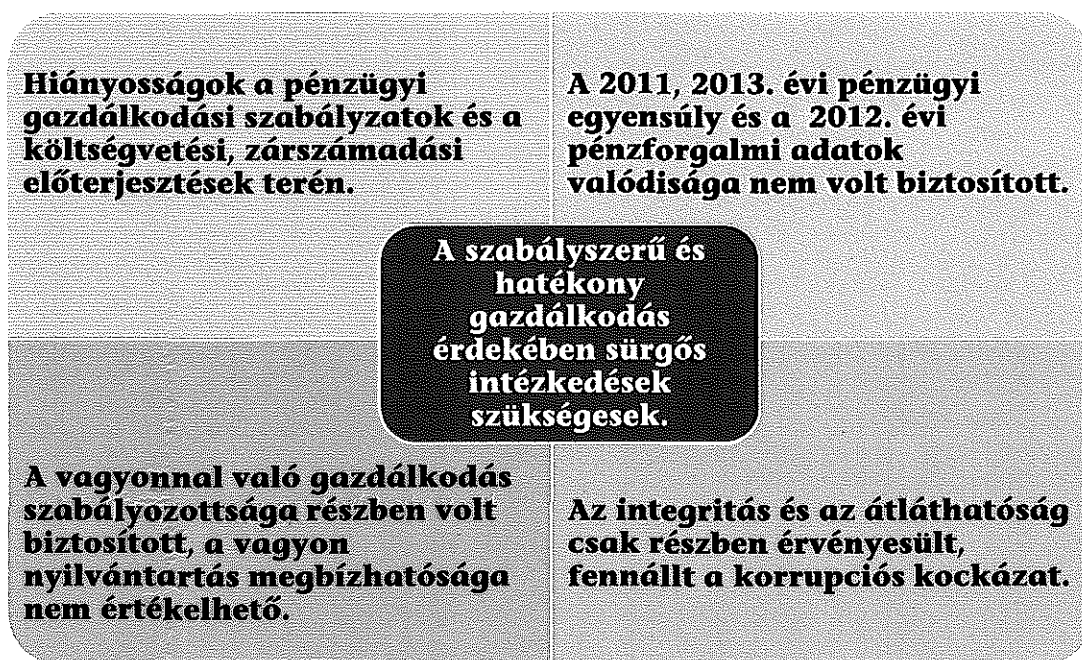 Hiányosságok a pénzügyi
gazdálkodási szabályzatok és a
költségvetési, zárszámadási
előterjesztések terén.
A 2011, 2013. évi pénzügyi
egyensúly és a 2012. évi
pénzforgalmi adatok
valódisága nem volt biztosított.
A szabályszerű és
hatékony
gazdálkodás
érdekében sürgős
intézkedések
szükségesek.
A vagyonnal való gazdálkodás
szabályozottsága részben volt
biztosított, a vagyon
nyilvántartás megbízhatósága
nem értékelhető.
Az integritás és az átláthatóság
csak részben érvényesült,
fennállt a korrupciós kockázat.